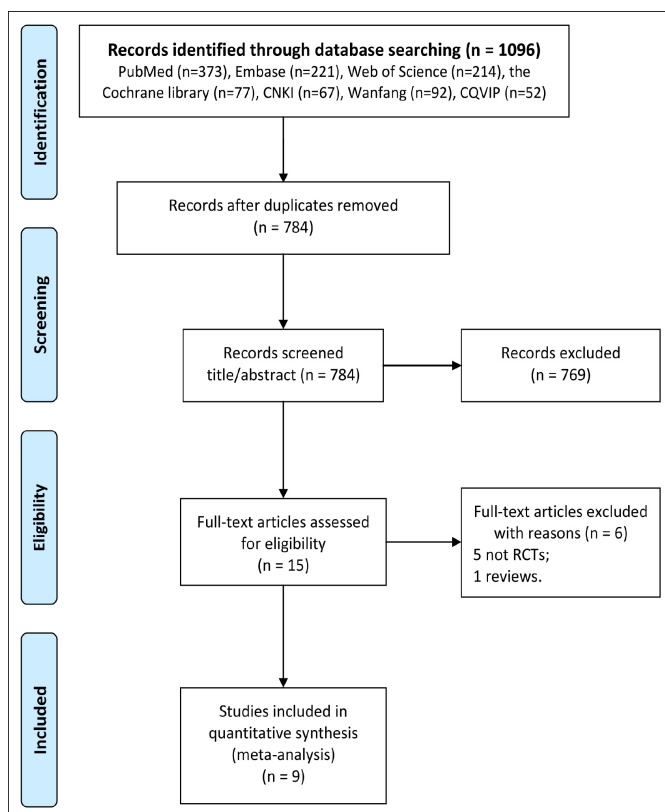 Identification
Records identified through database searching (n = 1096)
PubMed (n=373), Embase (n=221), Web of Science (n=214), the
Cochrane library (n=77), CNKI (n=67), Wanfang (n=92), CQVIP (n=52)
Records after duplicates removed
(n = 784)
Screening
Records screened
title/abstract (n = 784)
Records excluded
(n = 769)
Eligibility
Full-text articles assessed
for eligibility
(n = 15)
Full-text articles excluded
with reasons (n = 6)
5 not RCTs;
1 reviews.
Included
Studies included in
quantitative synthesis
(meta-analysis)
(n = 9)